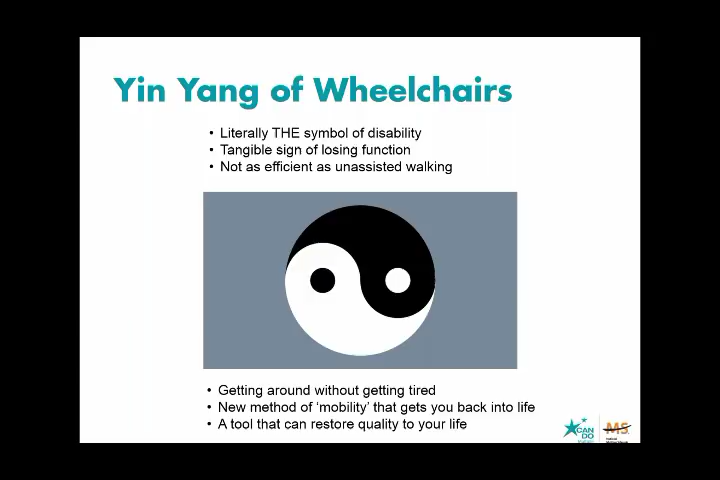 Yin Yang of Wheelchairs
• Literally THE symbol of disability
• Tangible sign of losing function
• Not as efficient as unassisted walking
• Getting around without getting tired
• New method of ‘mobility’ that gets you back into life
• A tool that can restore quality to your life
CAN DO
MS